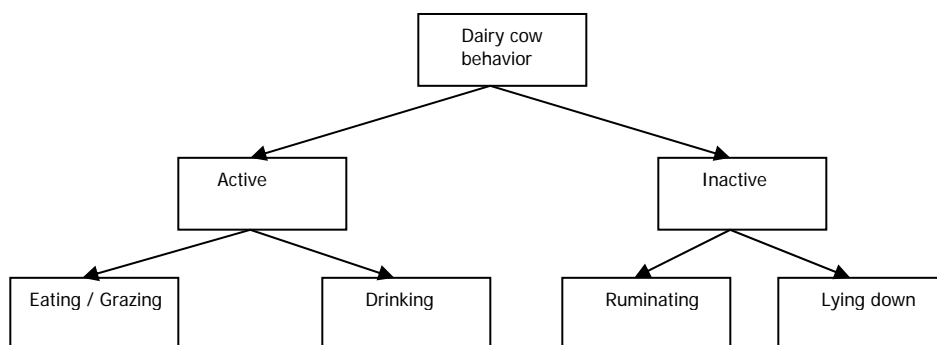 Dairy cow
behavior
Active
Inactive
Eating / Grazing
Drinking
Ruminating
Lying down